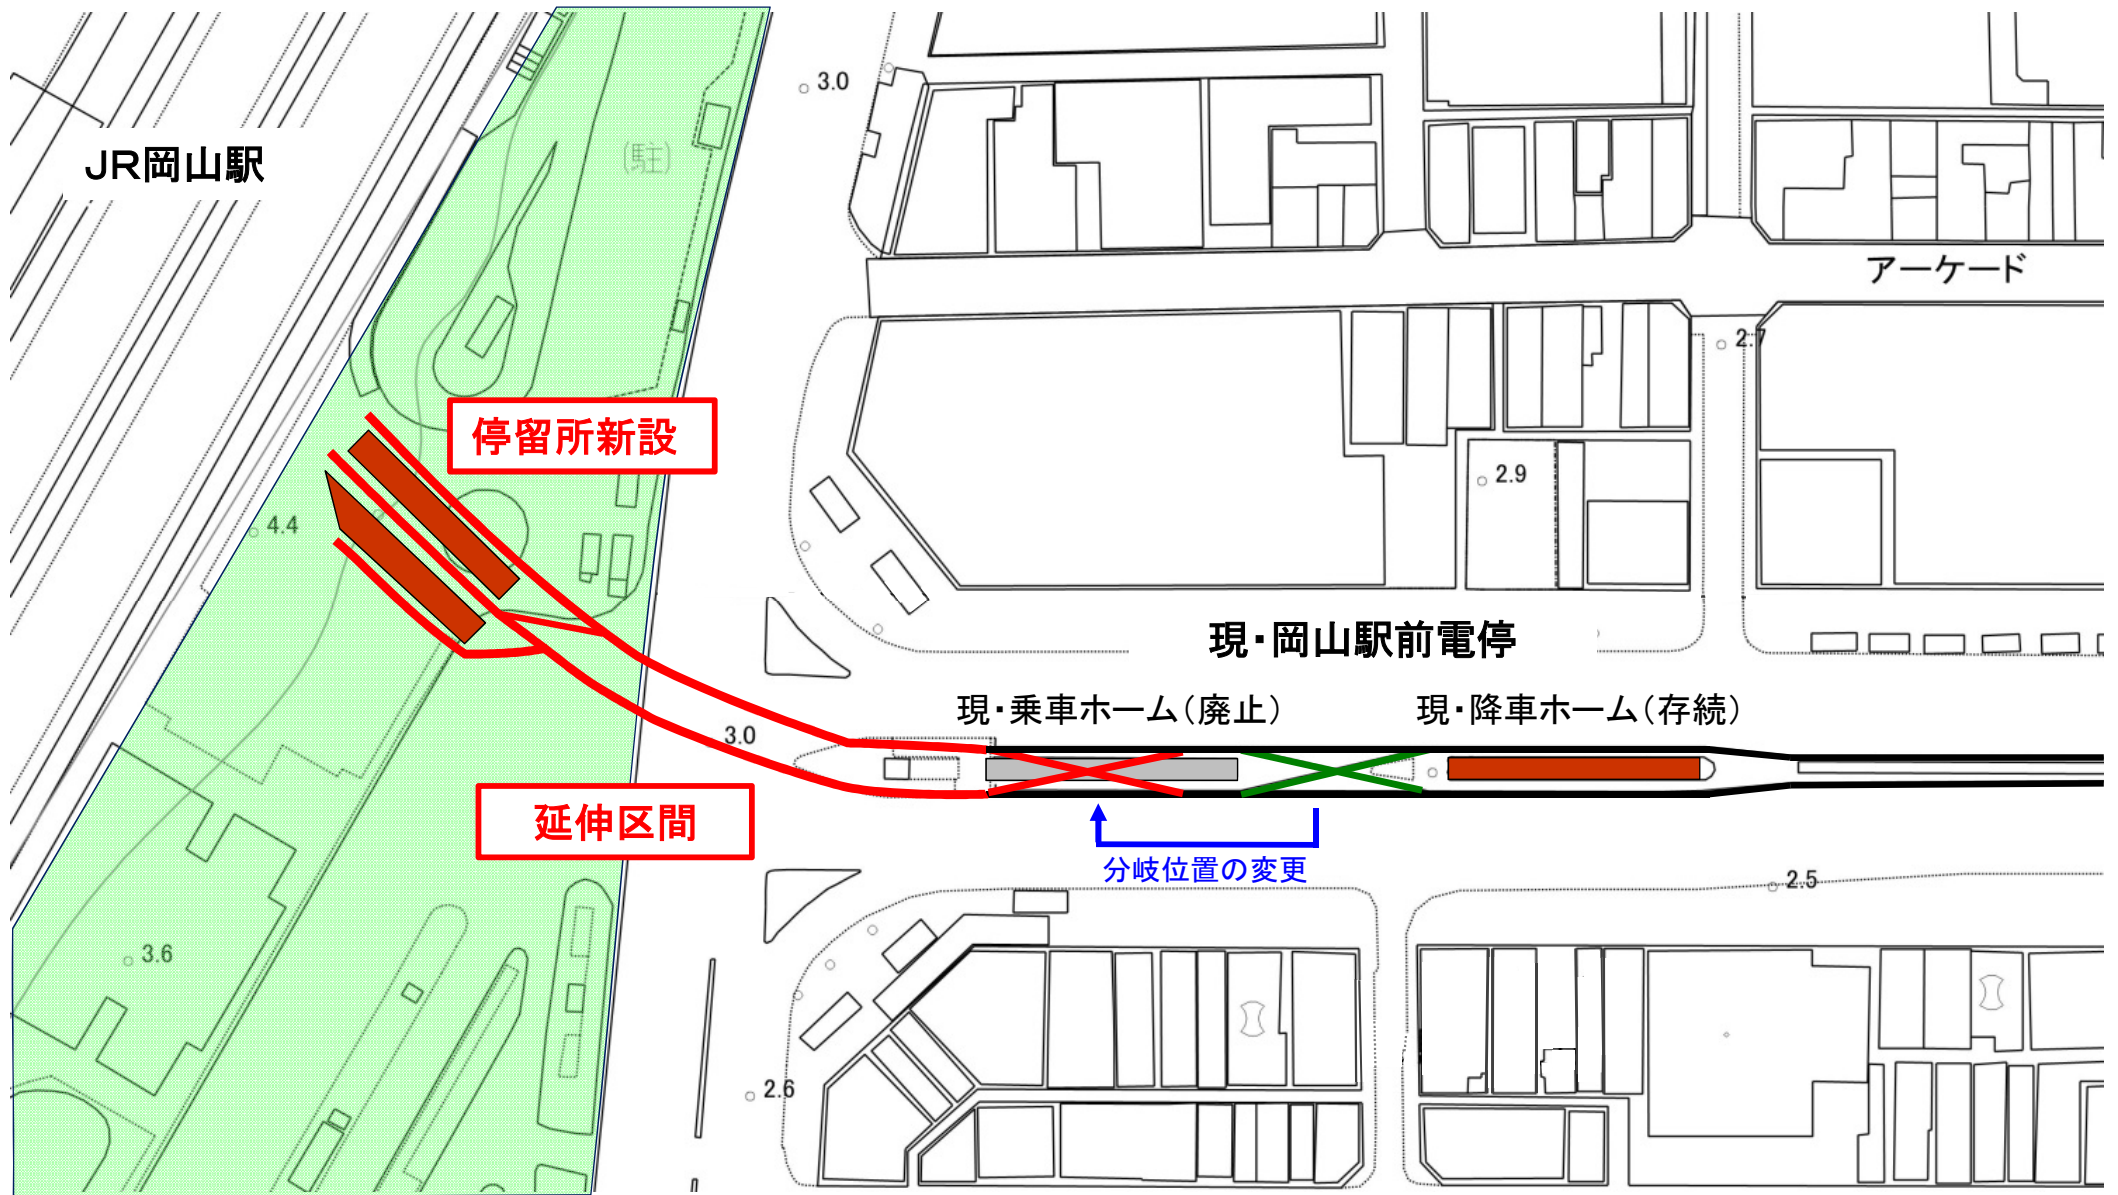 3.0
JR岡山駅
(駐)
アーケード
2.7
停留所新設
2.9
4.4
現・岡山駅前電停
現・乗車ホーム（廃止）
現・降車ホーム（存続）
3.0
延伸区間
分岐位置の変更
2.5
3.6
2.6